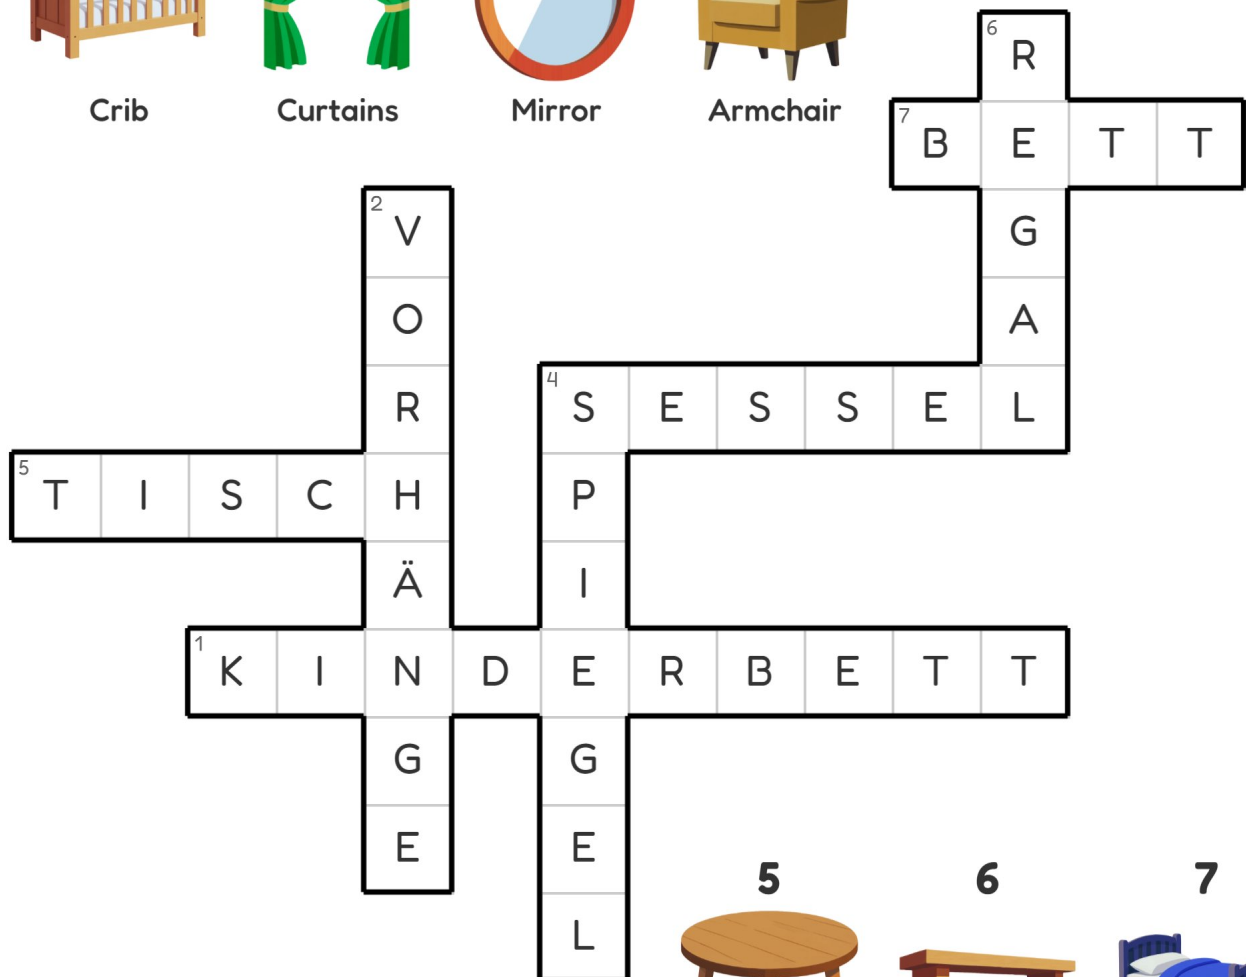 Crib Curtains Mirror Armchair
6 R
7 B E T T
2 V G
O A
R 4 S E S S E L
5 T I S C H P
Ä I
1 K I N D E R B E T T
G G
E E
5 6 7
L